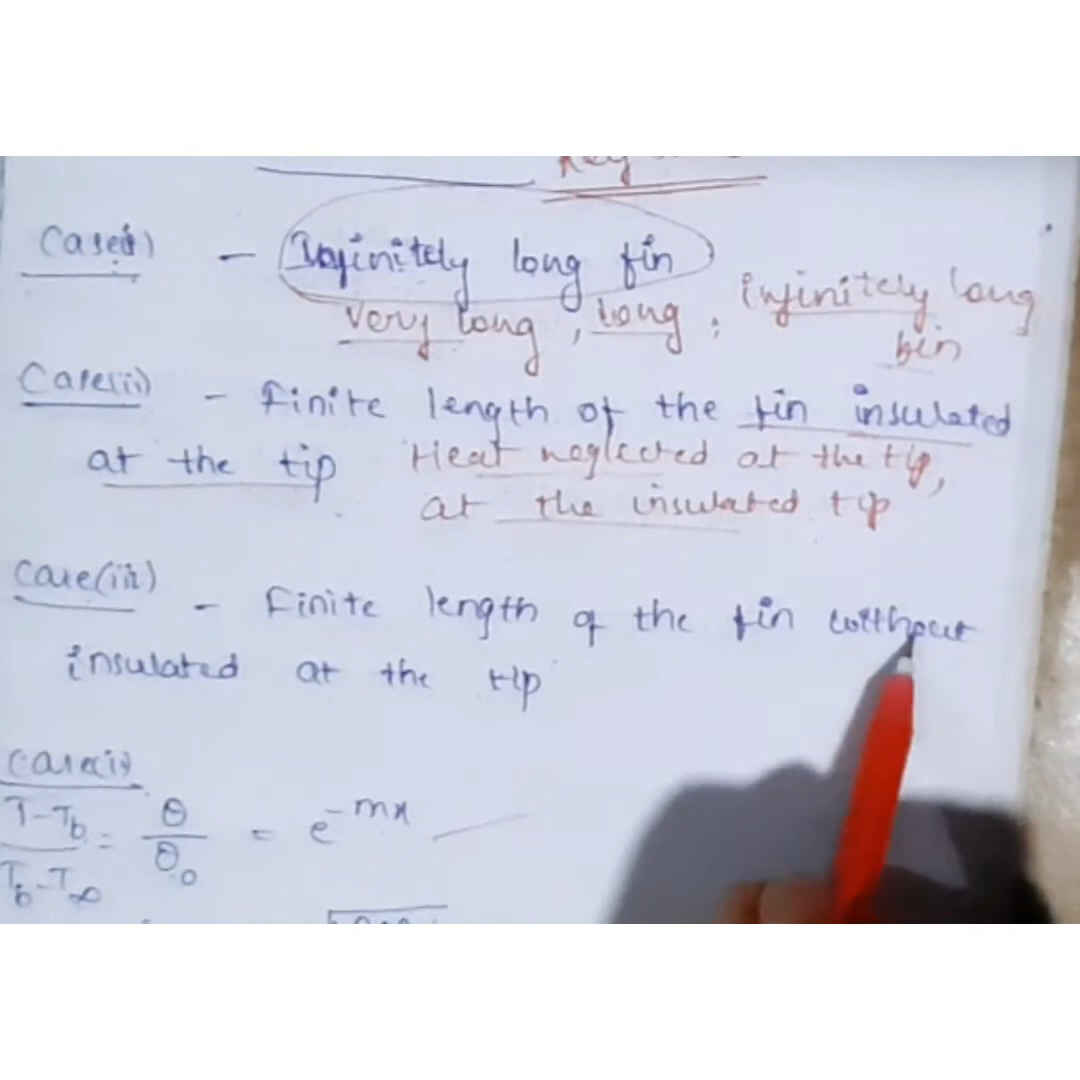 Key
Case(i) - Infinitely long fin
very long, long, infinitely long
fin
Case(ii) - Finite length of the fin insulated
at the tip Heat neglected at the tip,
at the insulated tip
Case(iii) - Finite length of the fin without
insulated at the tip
Case(i)
T-Tb / Tb-T∞ = θ / θ0 = e^-mx